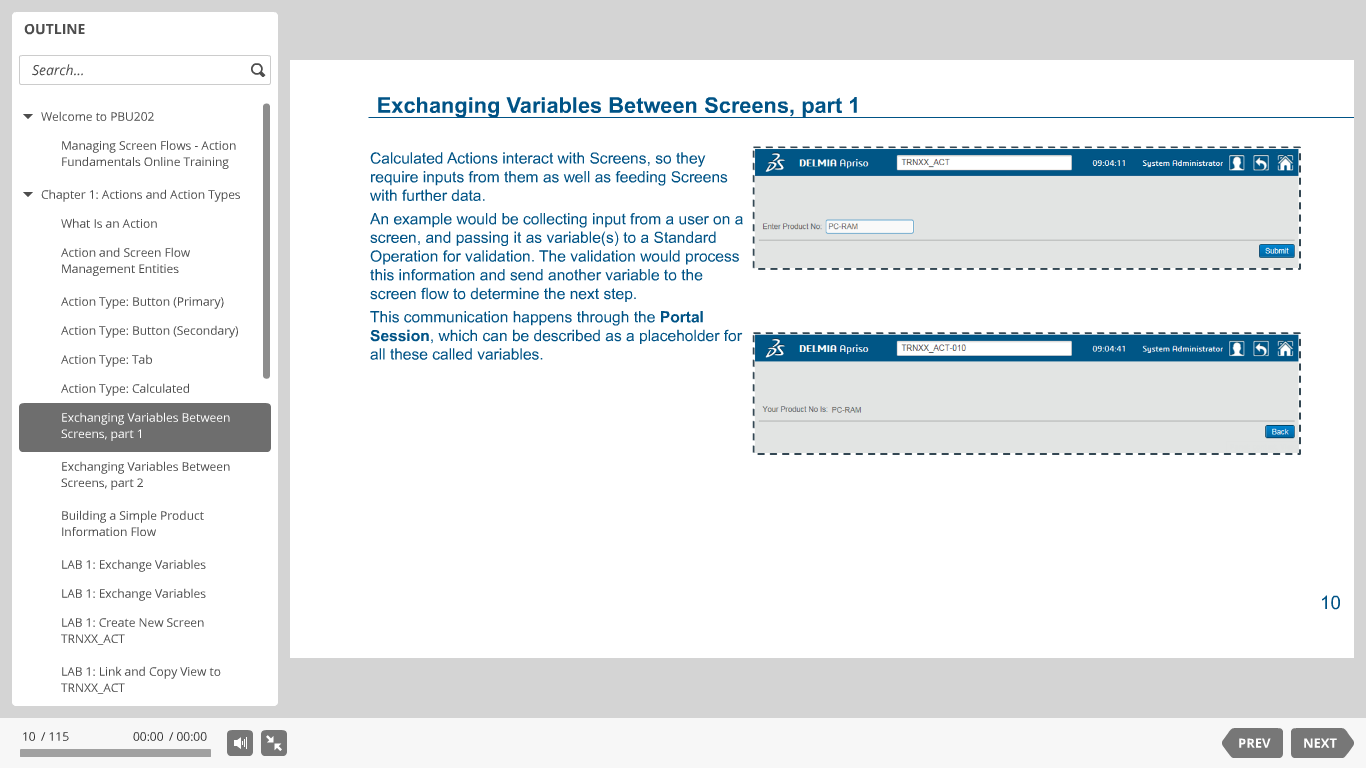 OUTLINE
Search...
Welcome to PBU202
Managing Screen Flows - Action
Fundamentals Online Training
Chapter 1: Actions and Action Types
What Is an Action
Action and Screen Flow
Management Entities
Action Type: Button (Primary)
Action Type: Button (Secondary)
Action Type: Tab
Action Type: Calculated
Exchanging Variables Between
Screens, part 1
Exchanging Variables Between
Screens, part 2
Building a Simple Product
Information Flow
LAB 1: Exchange Variables
LAB 1: Exchange Variables
LAB 1: Create New Screen
TRNXX_ACT
LAB 1: Link and Copy View to
TRNXX_ACT
Exchanging Variables Between Screens, part 1
Calculated Actions interact with Screens, so they
require inputs from them as well as feeding Screens
with further data.
An example would be collecting input from a user on a
screen, and passing it as variable(s) to a Standard
Operation for validation. The validation would process
this information and send another variable to the
screen flow to determine the next step.
This communication happens through the Portal
Session, which can be described as a placeholder for
all these called variables.
DELMIA Apriso TRNXX_ACT 09:04:11 System Administrator
Enter Product No: PC-RAM
Submit
DELMIA Apriso TRNXX_ACT-010 09:04:41 System Administrator
Your Product No Is: PC-RAM
Back
10
10 / 115 00:00 / 00:00
PREV NEXT